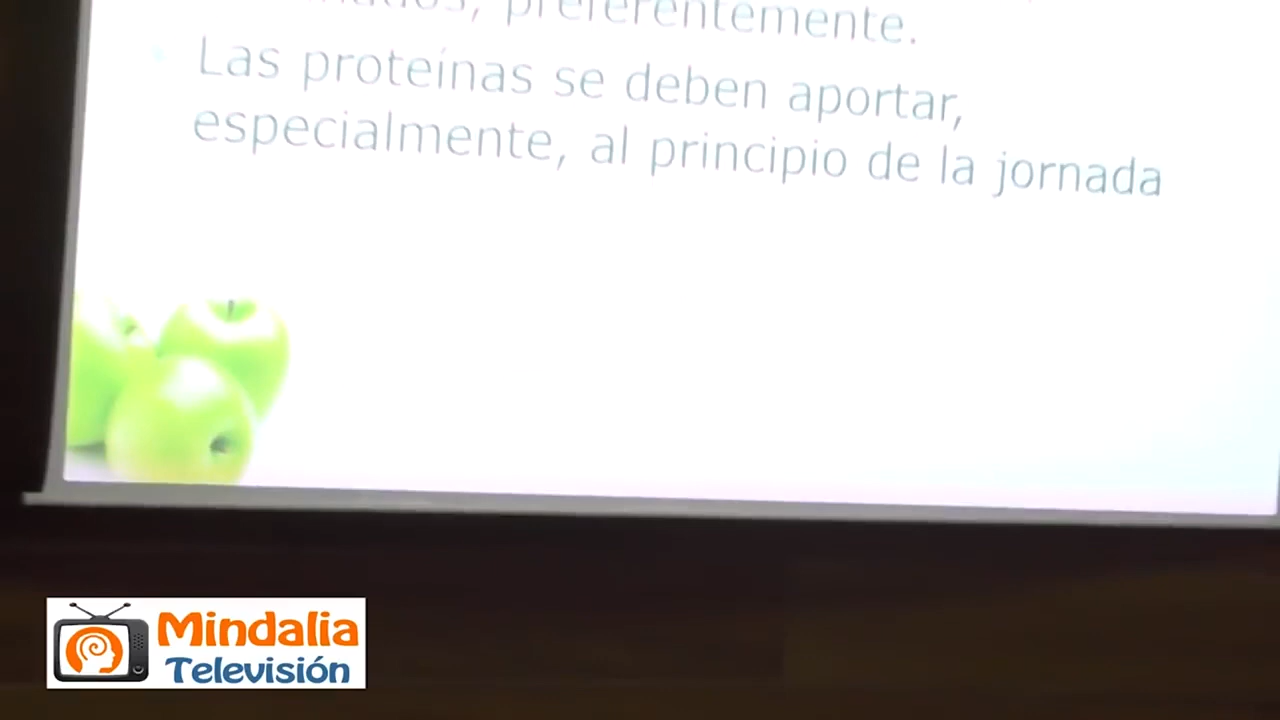 preferentemente.
Las proteínas se deben aportar,
especialmente, al principio de la jornada
Mindalia
Televisión